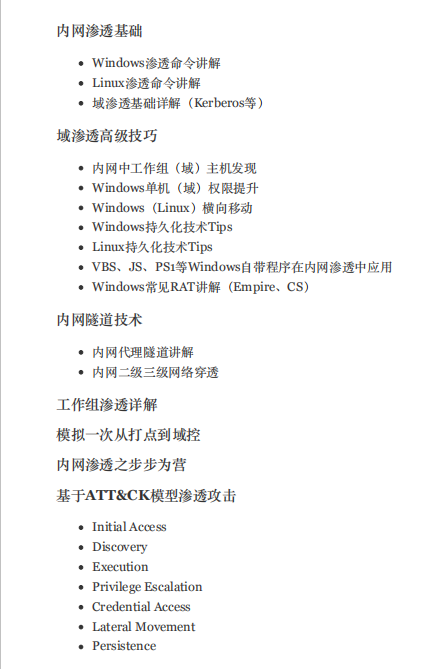 内网渗透基础
Windows渗透命令讲解
Linux渗透命令讲解
域渗透基础详解（Kerberos等）
域渗透高级技巧
内网中工作组（域）主机发现
Windows单机（域）权限提升
Windows（Linux）横向移动
Windows持久化技术Tips
Linux持久化技术Tips
VBS、JS、PS1等Windows自带程序在内网渗透中应用
Windows常见RAT讲解（Empire、CS）
内网隧道技术
内网代理隧道讲解
内网二级三级网络穿透
工作组渗透详解
模拟一次从打点到域控
内网渗透之步步为营
基于ATT&CK模型渗透攻击
Initial Access
Discovery
Execution
Privilege Escalation
Credential Access
Lateral Movement
Persistence